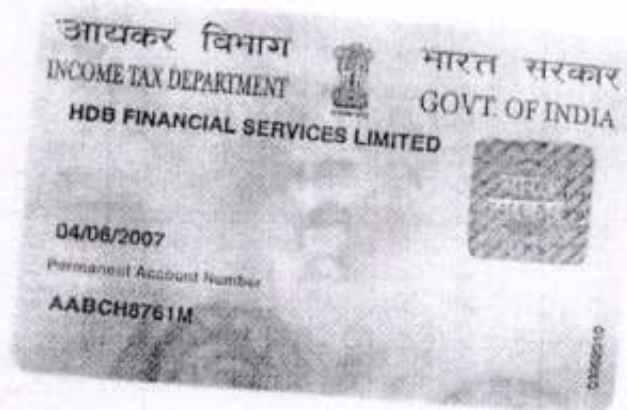 आयकर विभाग
INCOME TAX DEPARTMENT
भारत सरकार
GOVT. OF INDIA
HDB FINANCIAL SERVICES LIMITED
04/06/2007
Permanent Account Number
AABCH8761M